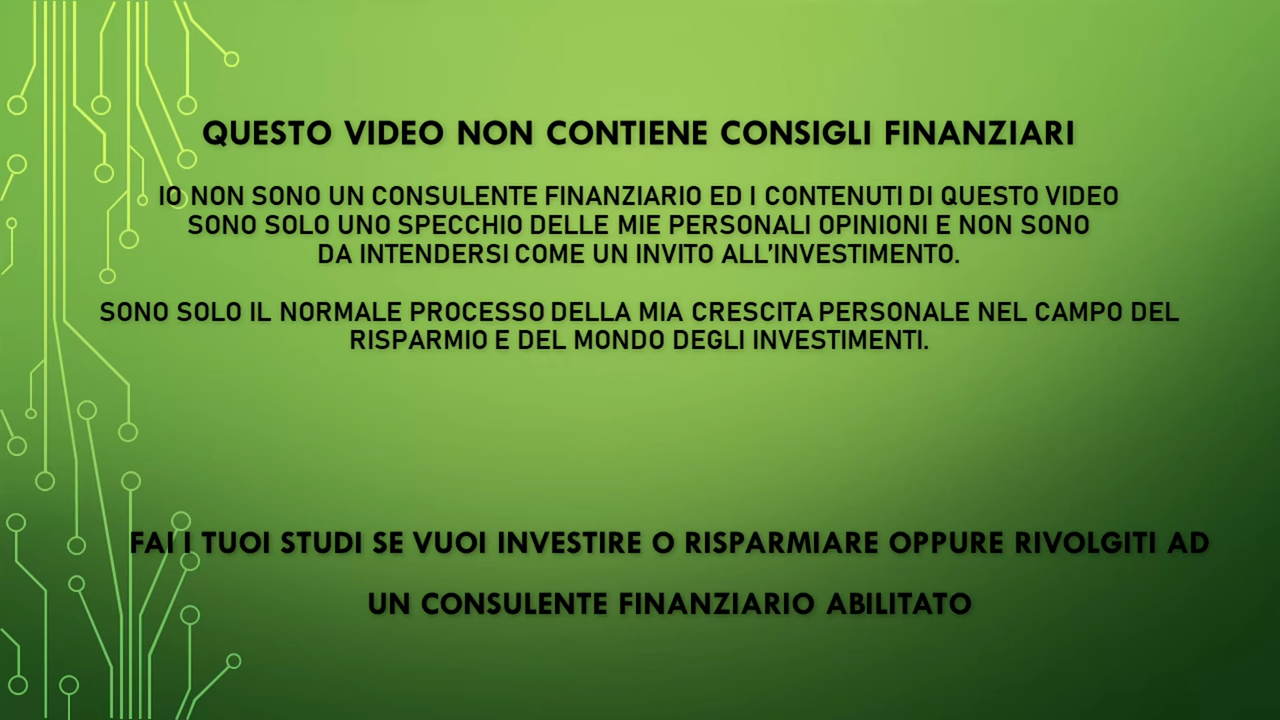 QUESTO VIDEO NON CONTIENE CONSIGLI FINANZIARI
IO NON SONO UN CONSULENTE FINANZIARIO ED I CONTENUTI DI QUESTO VIDEO
SONO SOLO UNO SPECCHIO DELLE MIE PERSONALI OPINIONI E NON SONO
DA INTENDERSI COME UN INVITO ALL'INVESTIMENTO.
SONO SOLO IL NORMALE PROCESSO DELLA MIA CRESCITA PERSONALE NEL CAMPO DEL
RISPARMIO E DEL MONDO DEGLI INVESTIMENTI.
FAI I TUOI STUDI SE VUOI INVESTIRE O RISPARMIARE OPPURE RIVOLGITI AD
UN CONSULENTE FINANZIARIO ABILITATO